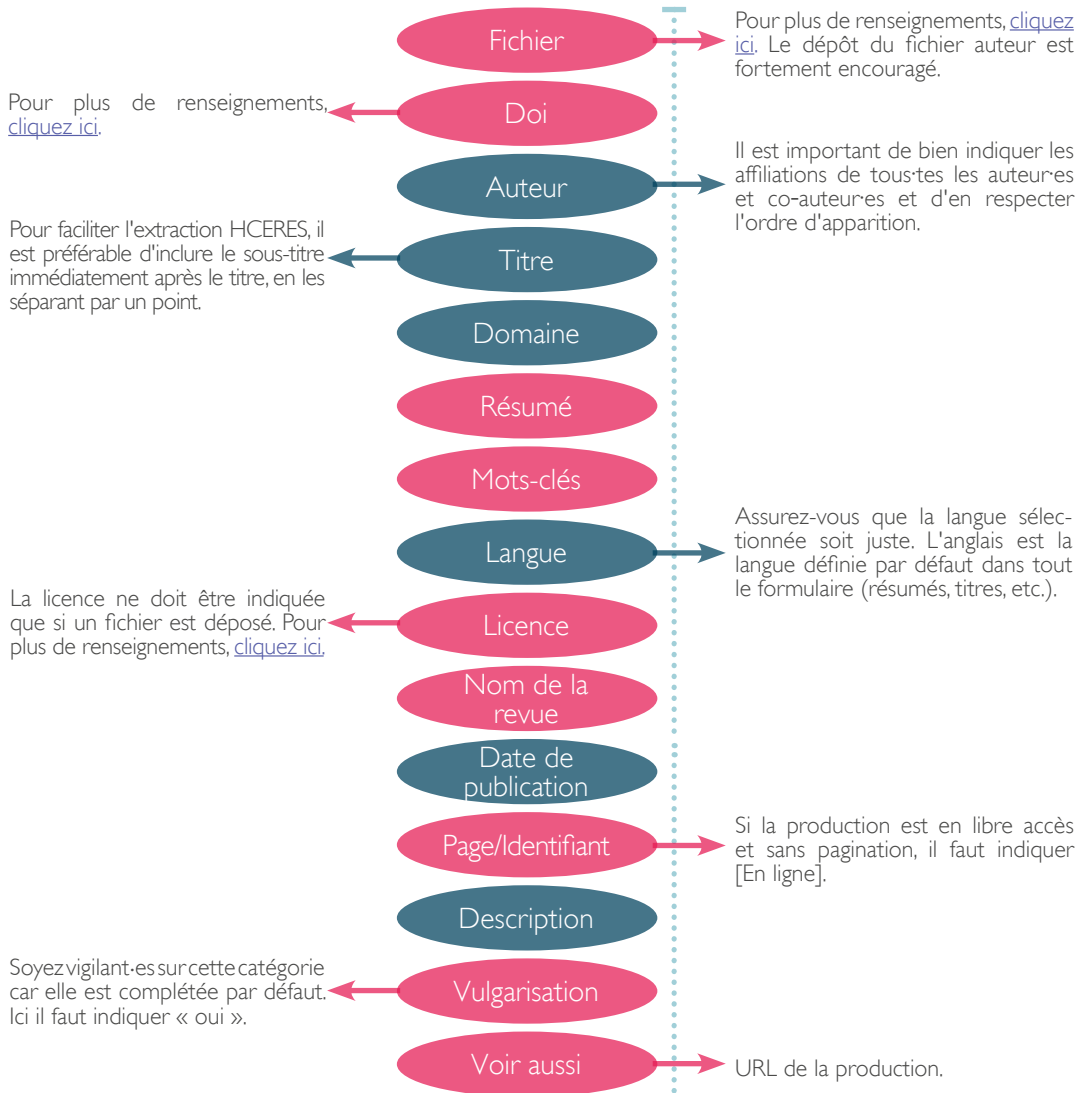 Fichier
Pour plus de renseignements, cliquez
ici. Le dépôt du fichier auteur est
fortement encouragé.
Pour plus de renseignements,
cliquez ici.
Doi
Auteur
Il est important de bien indiquer les
affiliations de tous·tes les auteur·es
et co-auteur·es et d'en respecter
l'ordre d'apparition.
Pour faciliter l'extraction HCERES, il
est préférable d'inclure le sous-titre
immédiatement après le titre, en les
séparant par un point.
Titre
Domaine
Résumé
Mots-clés
Langue
Assurez-vous que la langue sélec-
tionnée soit juste. L'anglais est la
langue définie par défaut dans tout
le formulaire (résumés, titres, etc.).
La licence ne doit être indiquée
que si un fichier est déposé. Pour
plus de renseignements, cliquez ici.
Licence
Nom de la
revue
Date de
publication
Page/Identifiant
Si la production est en libre accès
et sans pagination, il faut indiquer
[En ligne].
Description
Soyez vigilant·es sur cette catégorie
car elle est complétée par défaut.
Ici il faut indiquer « oui ».
Vulgarisation
Voir aussi
URL de la production.